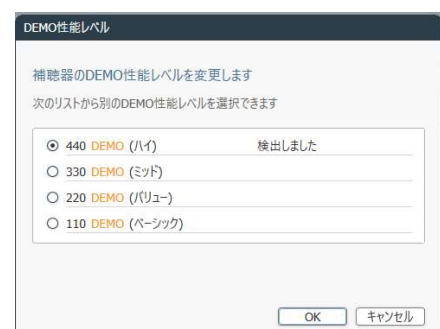 DEMO性能レベル
補聴器のDEMO性能レベルを変更します
次のリストから別のDEMO性能レベルを選択できます
440 DEMO (ハイ) 検出しました
330 DEMO (ミッド)
220 DEMO (バリュー)
110 DEMO (ベーシック)
OK キャンセル